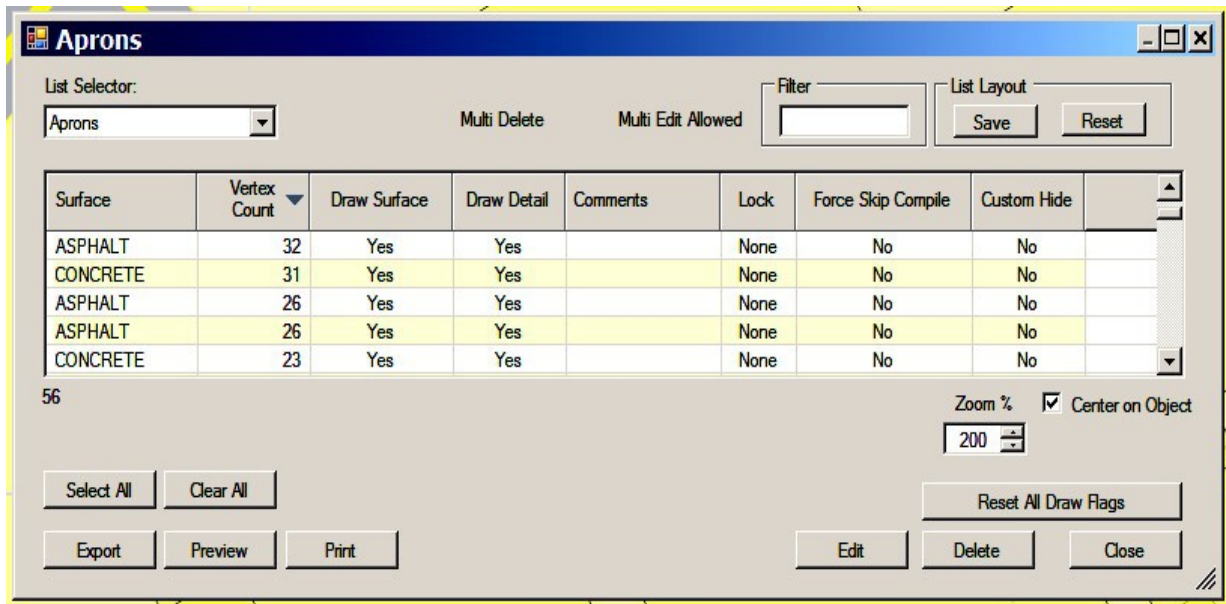 Aprons
List Selector:
Aprons
Multi Delete
Multi Edit Allowed
Filter
List Layout
Save
Reset
Surface Vertex Count Draw Surface Draw Detail Comments Lock Force Skip Compile Custom Hide
ASPHALT 32 Yes Yes None No No
CONCRETE 31 Yes Yes None No No
ASPHALT 26 Yes Yes None No No
ASPHALT 26 Yes Yes None No No
CONCRETE 23 Yes Yes None No No
56
Zoom %
Center on Object
200
Select All
Clear All
Reset All Draw Flags
Export
Preview
Print
Edit
Delete
Close